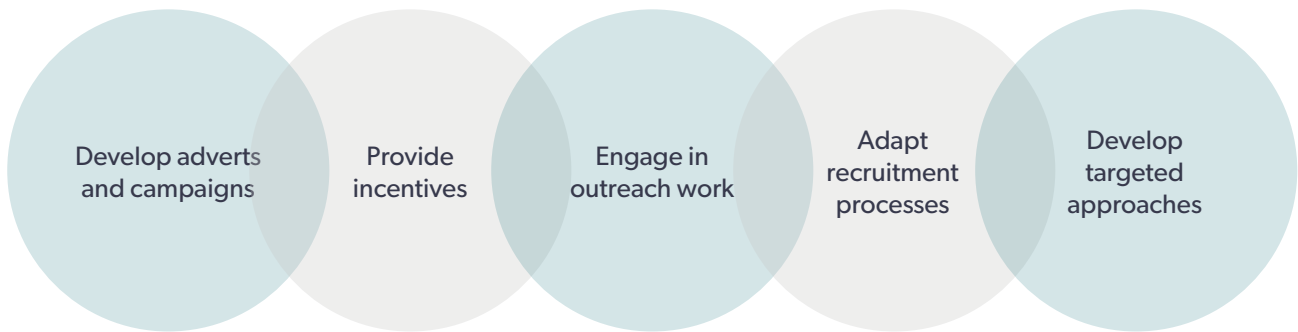 Develop adverts
and campaigns
Provide
incentives
Engage in
outreach work
Adapt
recruitment
processes
Develop
targeted
approaches